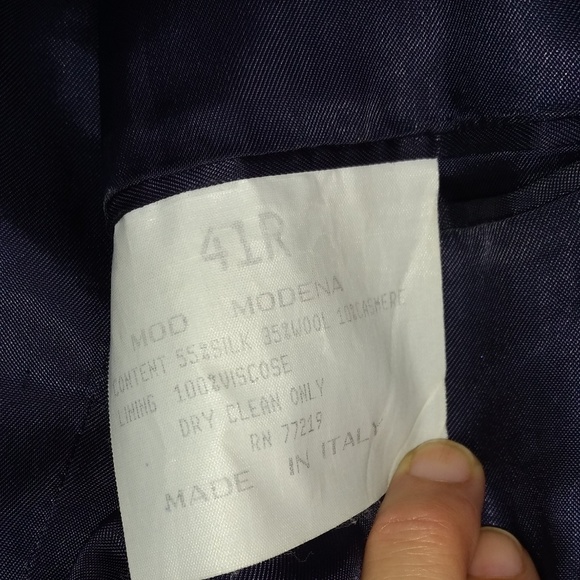 41R
MOD MODENA
CONTENT 55%SILK 35%WOOL 10%CASHMERE
LINING 100%VISCOSE
DRY CLEAN ONLY
RN 77219
MADE IN ITALY